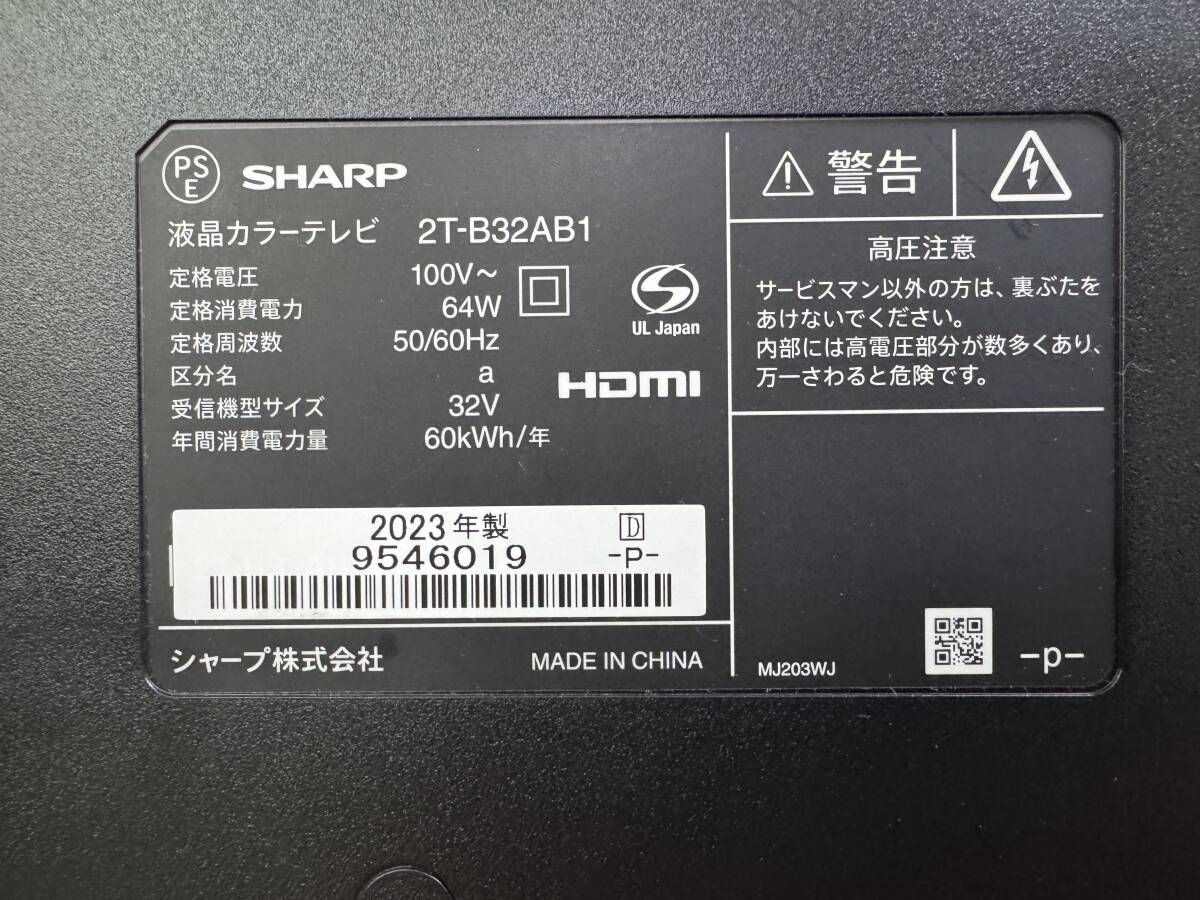 PS
E
SHARP
液晶カラーテレビ 2T-B32AB1
定格電圧 100V～
定格消費電力 64W
定格周波数 50/60Hz
区分名 a
受信機型サイズ 32V
年間消費電力量 60kWh/年
S
UL Japan
HDMI
2023年製 D
9546019 -P-
シャープ株式会社 MADE IN CHINA
警告
高圧注意
サービスマン以外の方は、裏ぶたを
あけないでください。
内部には高電圧部分が数多くあり、
万一さわると危険です。
MJ203WJ -p-